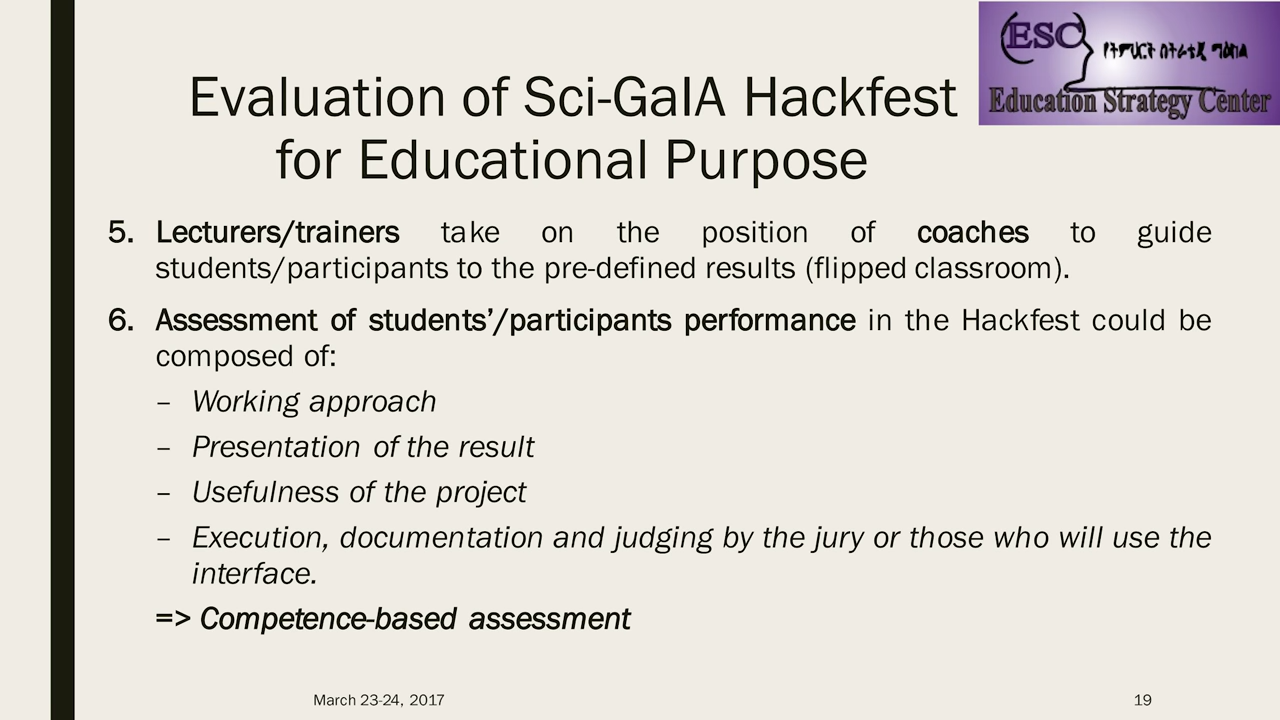 ESC
የትምህርት ስትራቴጂ ማዕከል
Education Strategy Center
Evaluation of Sci-GaIA Hackfest
for Educational Purpose
5. Lecturers/trainers take on the position of coaches to guide
students/participants to the pre-defined results (flipped classroom).
6. Assessment of students’/participants performance in the Hackfest could be
composed of:
– Working approach
– Presentation of the result
– Usefulness of the project
– Execution, documentation and judging by the jury or those who will use the
interface.
=> Competence-based assessment
March 23-24, 2017
19